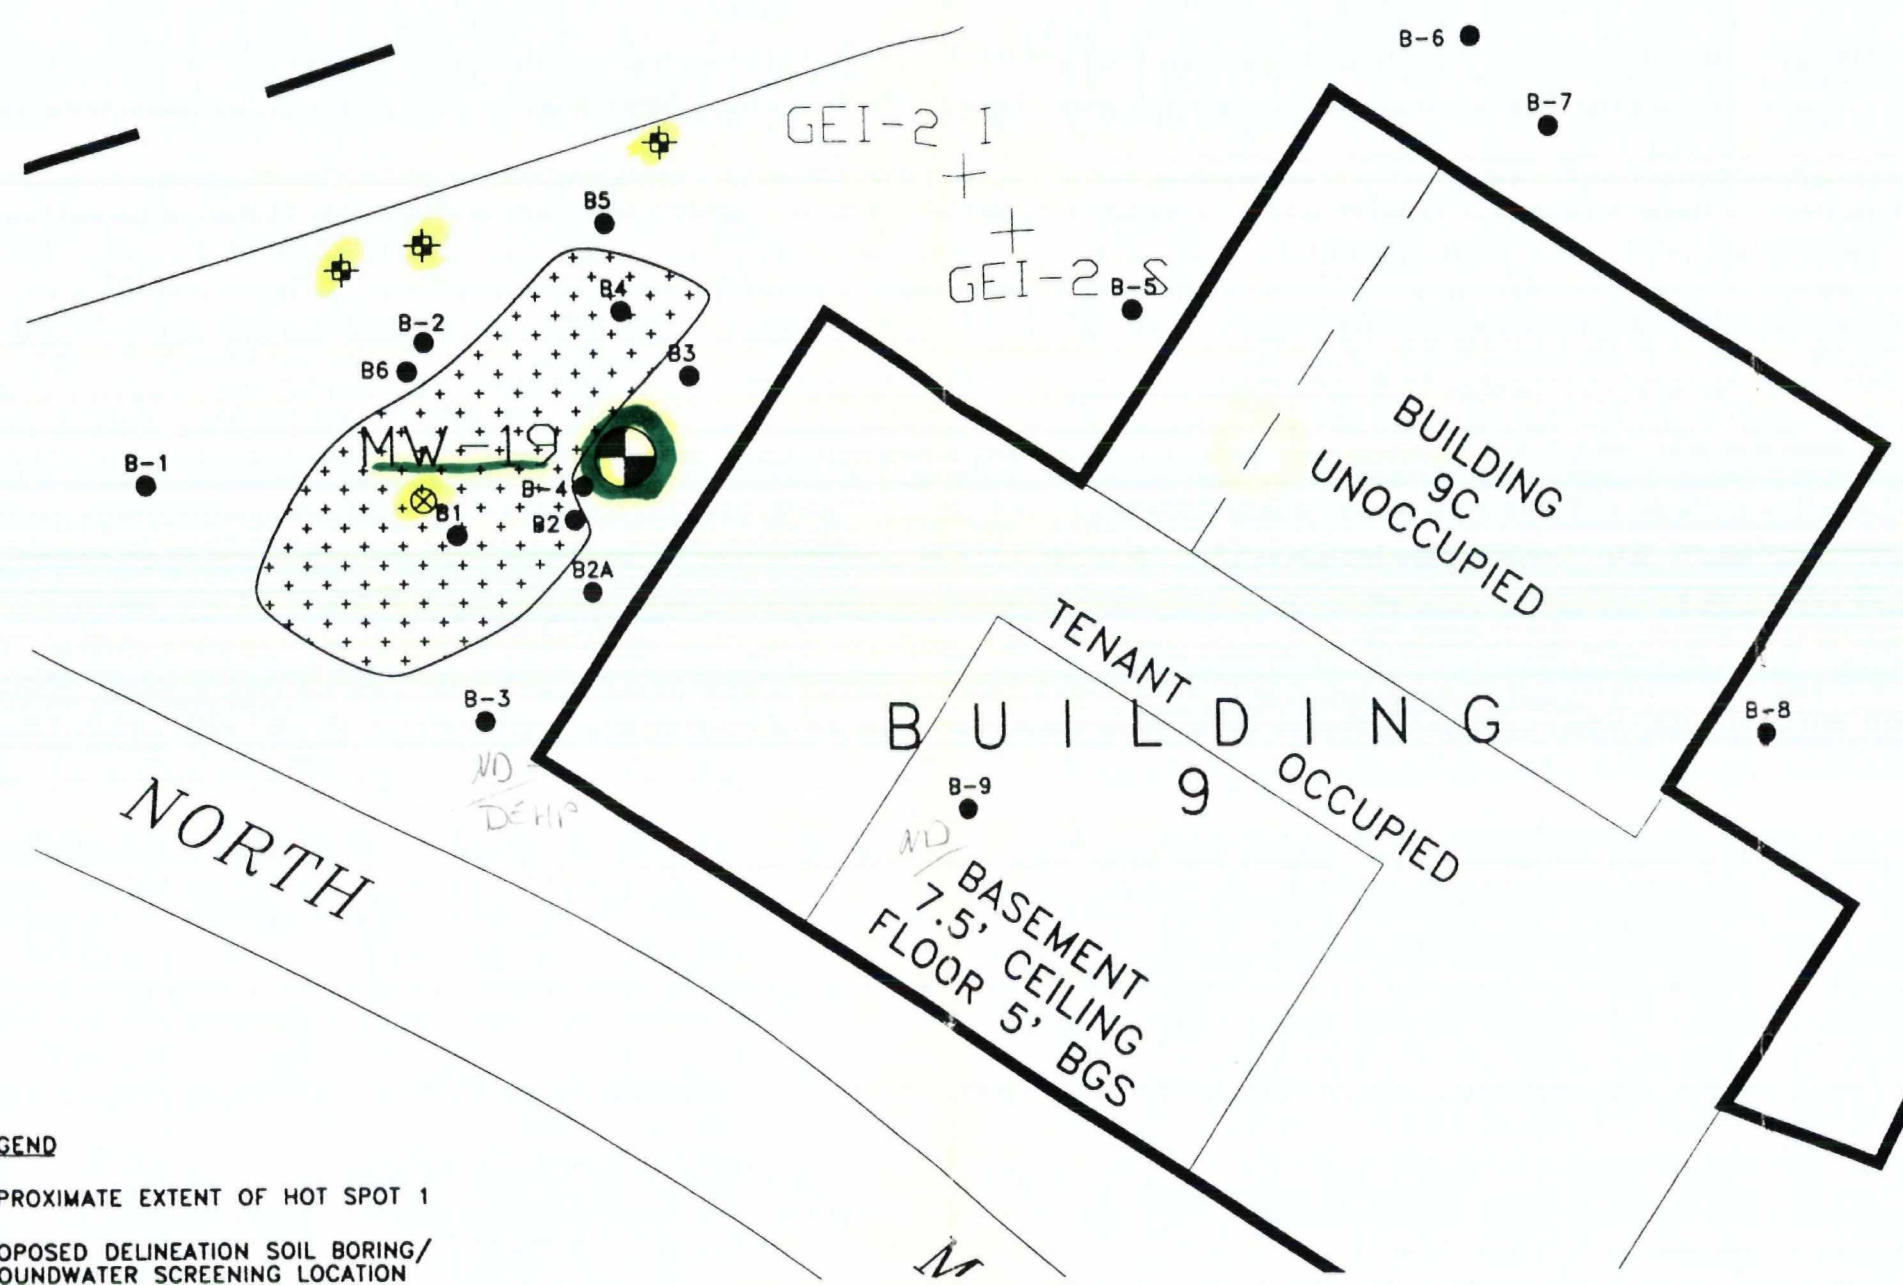 B-6
B-7
GEI-2 I
B5
GEI-2 S
B-5
B4
B-2
B3
B6
MW-19
B-1
B-4
B1
B2
B2A
BUILDING
9C
UNOCCUPIED
TENANT
OCCUPIED
BUILDING
9
B-8
B-3
ND
DEHP
B-9
ND
BASEMENT
7.5' CEILING
FLOOR 5' BGS
NORTH
M
GEND
PROXIMATE EXTENT OF HOT SPOT 1
OPOSED DELINEATION SOIL BORING/
OUNDWATER SCREENING LOCATION